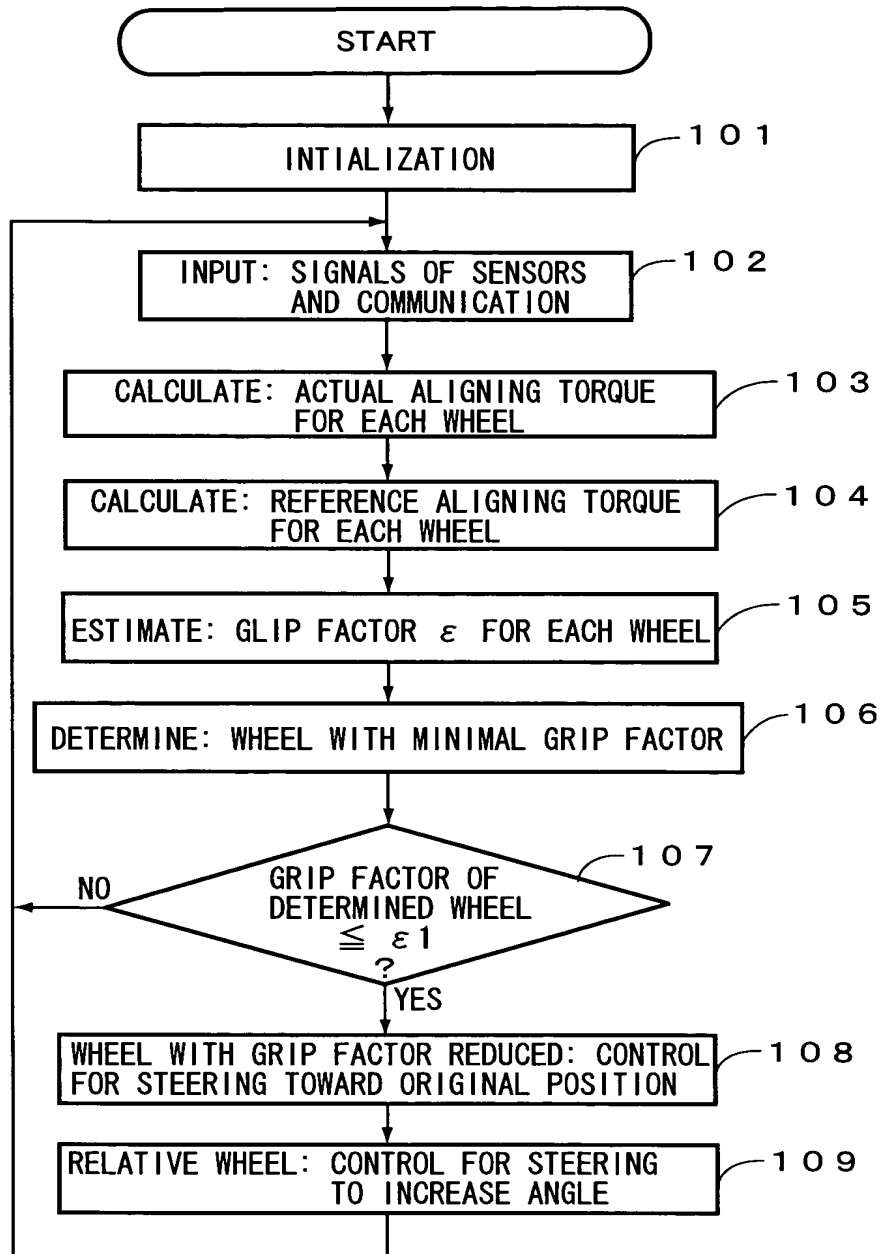 START
INTIALIZATION
101
INPUT: SIGNALS OF SENSORS
AND COMMUNICATION
102
CALCULATE: ACTUAL ALIGNING TORQUE
FOR EACH WHEEL
103
CALCULATE: REFERENCE ALIGNING TORQUE
FOR EACH WHEEL
104
ESTIMATE: GLIP FACTOR ε FOR EACH WHEEL
105
DETERMINE: WHEEL WITH MINIMAL GRIP FACTOR
106
GRIP FACTOR OF
DETERMINED WHEEL
≦ ε1
?
107
NO
YES
WHEEL WITH GRIP FACTOR REDUCED: CONTROL
FOR STEERING TOWARD ORIGINAL POSITION
108
RELATIVE WHEEL: CONTROL FOR STEERING
TO INCREASE ANGLE
109